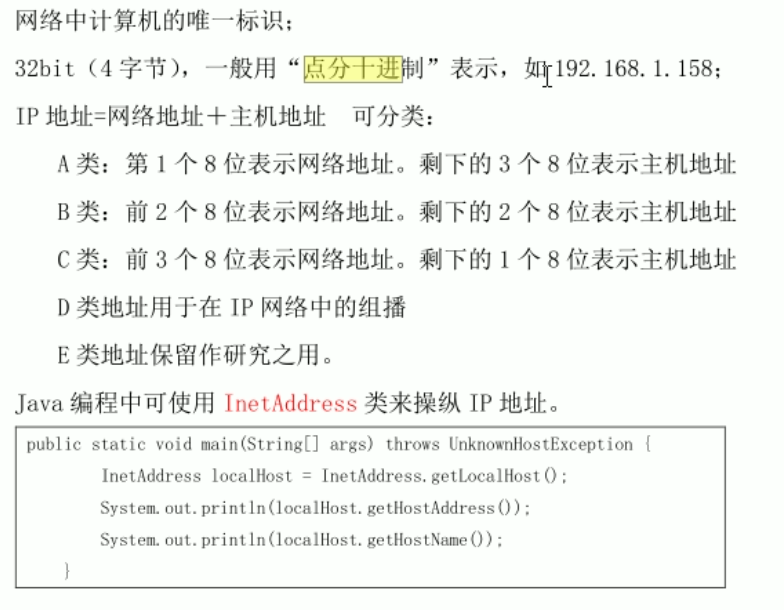 网络中计算机的唯一标识；
32bit（4 字节），一般用“点分十进制”表示，如 192.168.1.158；
IP 地址=网络地址＋主机地址　可分类：
A 类：第 1 个 8 位表示网络地址。剩下的 3 个 8 位表示主机地址
B 类：前 2 个 8 位表示网络地址。剩下的 2 个 8 位表示主机地址
C 类：前 3 个 8 位表示网络地址。剩下的 1 个 8 位表示主机地址
D 类地址用于在 IP 网络中的组播
E 类地址保留作研究之用。
Java 编程中可使用 InetAddress 类来操纵 IP 地址。
public static void main(String[] args) throws UnknownHostException {
InetAddress localHost = InetAddress.getLocalHost();
System.out.println(localHost.getHostAddress());
System.out.println(localHost.getHostName());
}